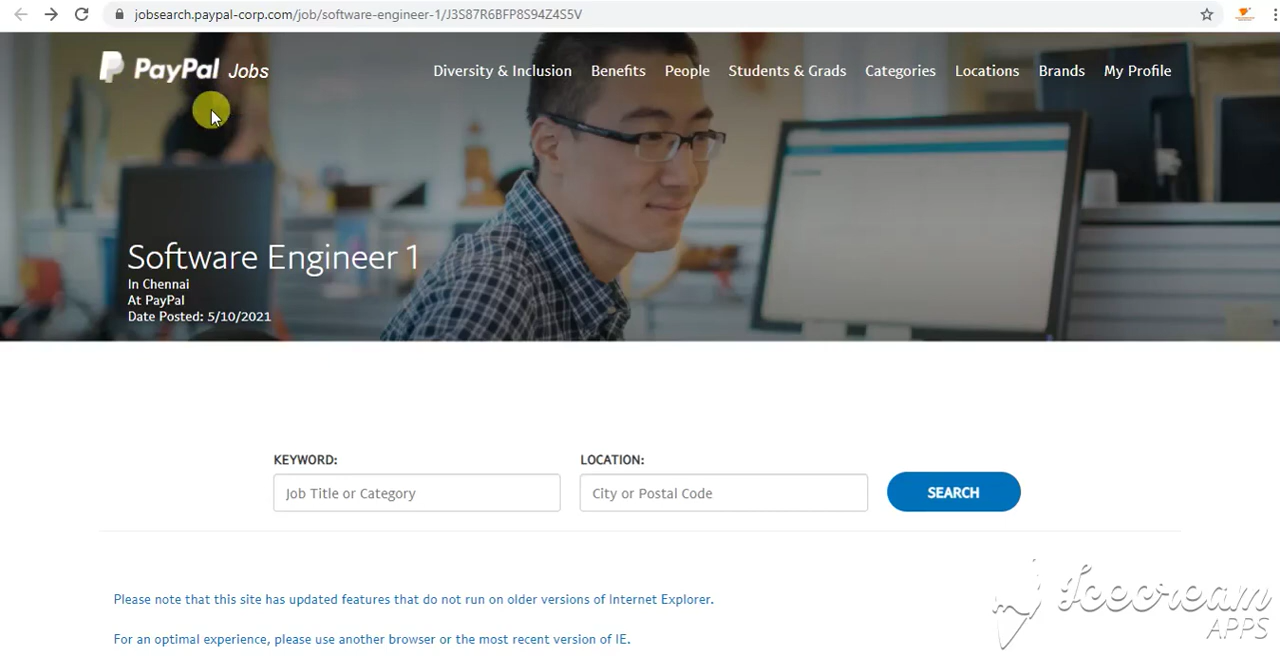 jobsearch.paypal-corp.com/job/software-engineer-1/J3S87R6BFP8S94Z4S5V
PayPal Jobs
Diversity & Inclusion Benefits People Students & Grads Categories Locations Brands My Profile
Software Engineer 1
In Chennai
At PayPal
Date Posted: 5/10/2021
KEYWORD: LOCATION:
Job Title or Category City or Postal Code SEARCH
Please note that this site has updated features that do not run on older versions of Internet Explorer.
For an optimal experience, please use another browser or the most recent version of IE.
Icecream
APPS